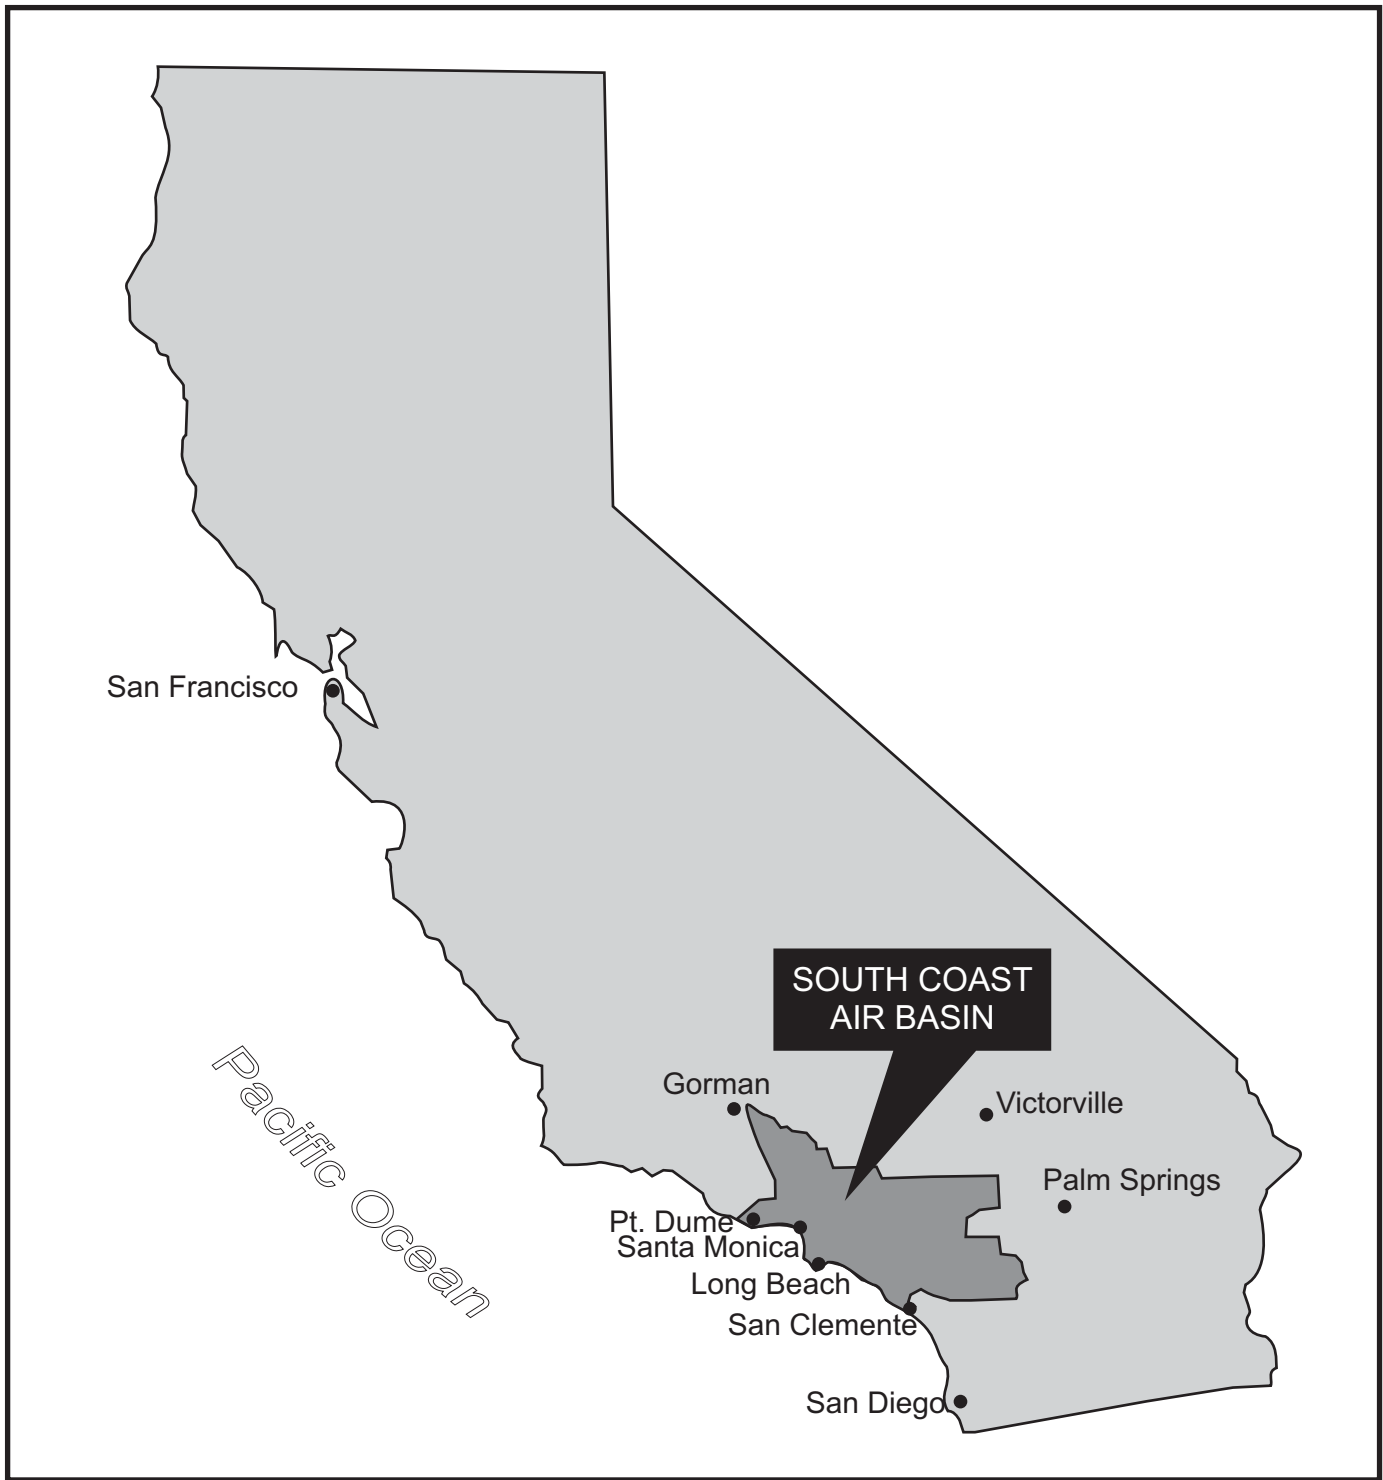 San Francisco
SOUTH COAST
AIR BASIN
Pacific Ocean
Gorman
Victorville
Palm Springs
Pt. Dume
Santa Monica
Long Beach
San Clemente
San Diego